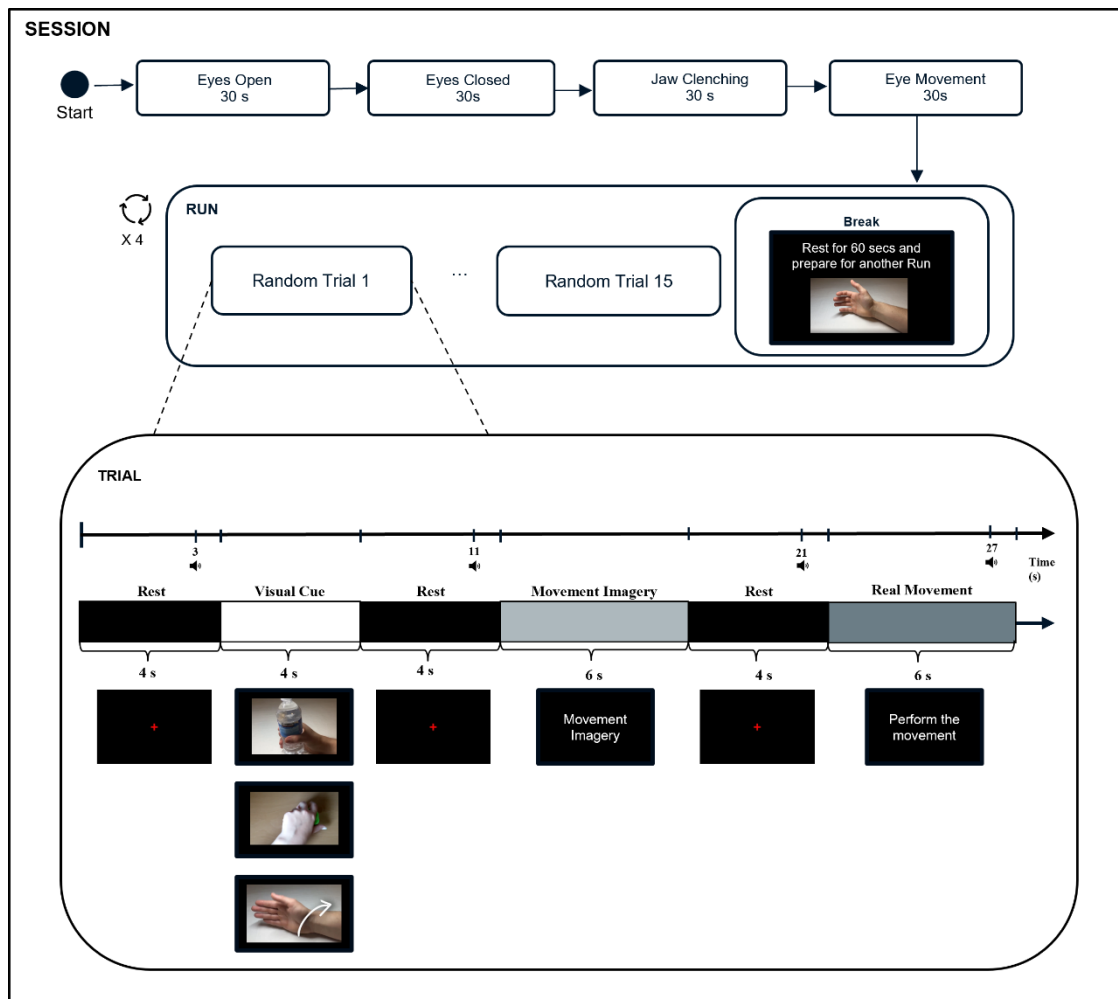 SESSION
Start
Eyes Open
30 s
Eyes Closed
30s
Jaw Clenching
30 s
Eye Movement
30s
X 4
RUN
Random Trial 1
...
Random Trial 15
Break
Rest for 60 secs and
prepare for another Run
TRIAL
3
11
21
27
Time
(s)
Rest
Visual Cue
Rest
Movement Imagery
Rest
Real Movement
4 s
4 s
4 s
6 s
4 s
6 s
Movement
Imagery
Perform the
movement